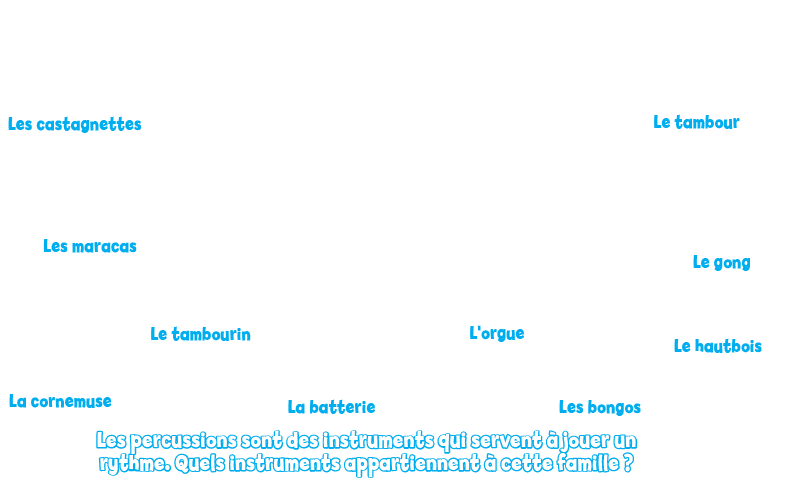 Les castagnettes
Le tambour
Les maracas
Le gong
Le tambourin
L'orgue
Le hautbois
La cornemuse
La batterie
Les bongos
Les percussions sont des instruments qui servent à jouer un
rythme. Quels instruments appartiennent à cette famille ?